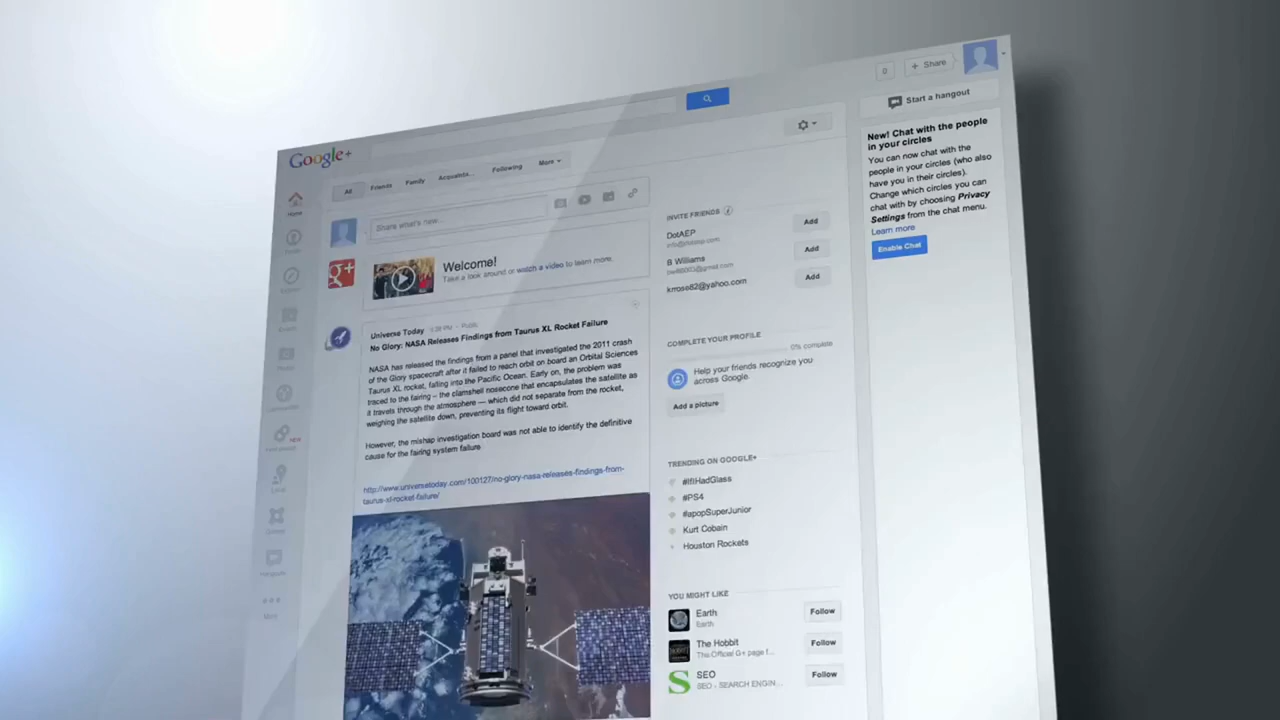 0
+ Share
Google+
Start a hangout
All
Friends
Family
Acquainta...
Following
More
Home
Share what's new...
Welcome!
Take a look around or watch a video to learn more.
g+
Universe Today 5:38 PM - Public
No Glory: NASA Releases Findings from Taurus XL Rocket Failure
NASA has released the findings from a panel that investigated the 2011 crash
of the Glory spacecraft after it failed to reach orbit on board an Orbital Sciences
Taurus XL rocket, falling into the Pacific Ocean. Early on, the problem was
traced to the fairing – the clamshell nosecone that encapsulates the satellite as
it travels through the atmosphere — which did not separate from the rocket,
weighing the satellite down, preventing its flight toward orbit.
However, the mishap investigation board was not able to identify the definitive
cause for the fairing system failure.
http://www.universetoday.com/100127/no-glory-nasa-releases-findings-from-
taurus-xl-rocket-failure/
More
INVITE FRIENDS
DotAEP
Add
B Williams
Add
krrose82@yahoo.com
Add
COMPLETE YOUR PROFILE
0% complete
Help your friends recognize you
across Google.
Add a picture
TRENDING ON GOOGLE+
#IfIHadGlass
#PS4
#apopSuperJunior
Kurt Cobain
Houston Rockets
YOU MIGHT LIKE
Earth
Earth
Follow
The Hobbit
The Official G+ page f...
Follow
SEO
SEO - SEARCH ENGIN...
Follow
New! Chat with the people
in your circles
You can now chat with the
people in your circles (who also
have you in their circles).
Change which circles you can
chat with by choosing Privacy
Settings from the chat menu.
Learn more
Enable Chat